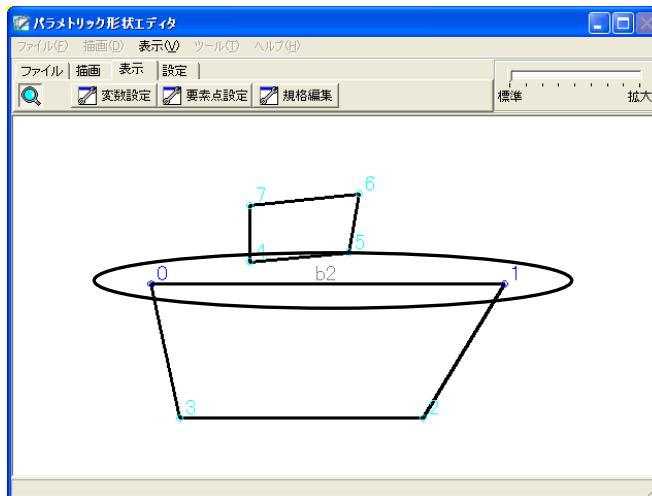 パラメトリック形状エディタ
ファイル(F) 描画(D) 表示(V) ツール(T) ヘルプ(H)
ファイル 描画 表示 設定
変数設定 要素点設定 規格編集
標準 拡大
7 6
4 5
0 b2 1
3 2